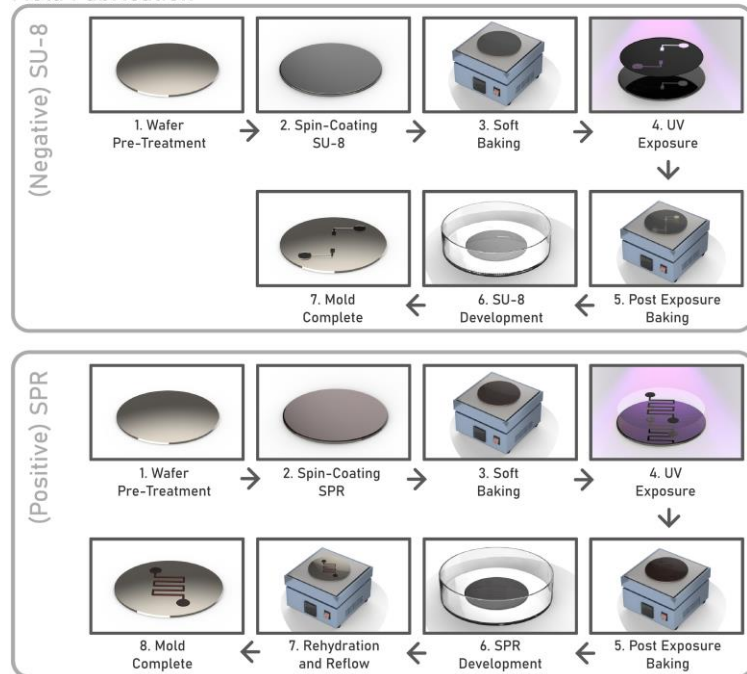 (Negative) SU-8
1. Wafer
Pre-Treatment
2. Spin-Coating
SU-8
3. Soft
Baking
4. UV
Exposure
5. Post Exposure
Baking
6. SU-8
Development
7. Mold
Complete
(Positive) SPR
1. Wafer
Pre-Treatment
2. Spin-Coating
SPR
3. Soft
Baking
4. UV
Exposure
5. Post Exposure
Baking
6. SPR
Development
7. Rehydration
and Reflow
8. Mold
Complete